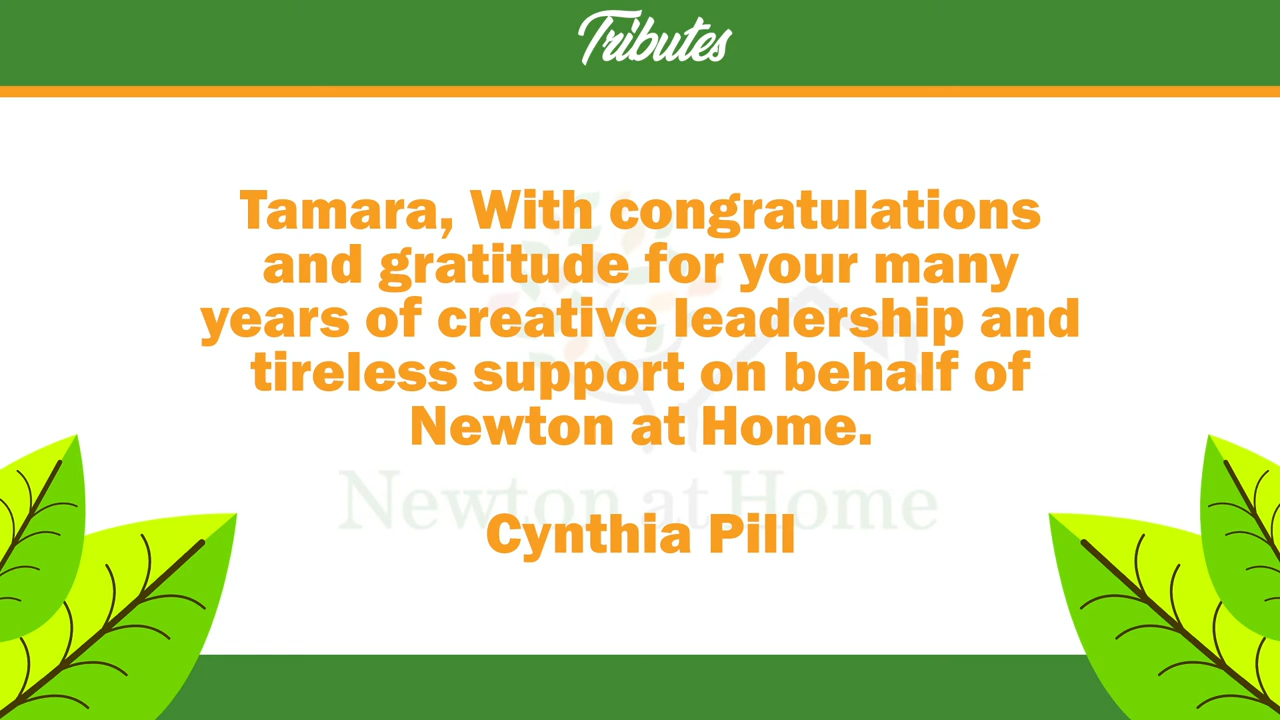 Tributes
Tamara, With congratulations
and gratitude for your many
years of creative leadership and
tireless support on behalf of
Newton at Home.
Newton at Home
Cynthia Pill